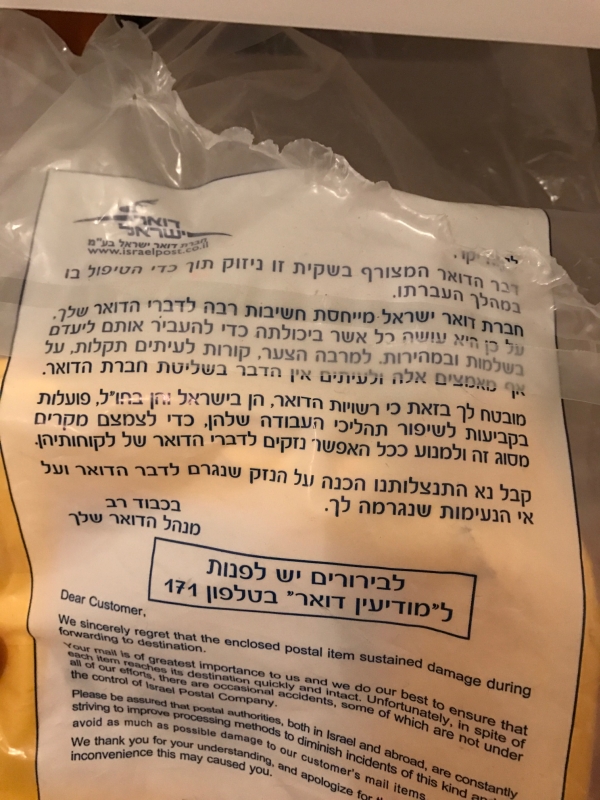 דואר
ישראל
חברת דואר ישראל בע"מ
www.israelpost.co.il
דבר הדואר המצורף בשקית זו ניזוק תוך כדי הטיפול בו
במהלך העברתו.
חברת דואר ישראל מייחסת חשיבות רבה לדברי הדואר שלך.
על כן היא עושה כל אשר ביכולתה כדי להעביר אותם ליעדם
בשלמות ובמהירות. למרבה הצער, קורות לעיתים תקלות, על
אף מאמצים אלה ולעיתים אין הדבר בשליטת חברת הדואר.
מובטח לך בזאת כי רשויות הדואר, הן בישראל והן בחו"ל, פועלות
בקביעות לשיפור תהליכי העבודה שלהן, כדי לצמצם מקרים
מסוג זה ולמנוע ככל האפשר נזקים לדברי הדואר של לקוחותיהן.
קבל נא התנצלותנו הכנה על הנזק שנגרם לדבר הדואר ועל
אי הנעימות שנגרמה לך.
בכבוד רב
מנהל הדואר שלך
לבירורים יש לפנות
ל"מודיעין דואר" בטלפון 171
Dear Customer,
We sincerely regret that the enclosed postal item sustained damage during
forwarding to destination.
Your mail is of greatest importance to us and we do our best to ensure that
each item reaches its destination quickly and intact. Unfortunately, in spite of
all of our efforts, there are occasional accidents, some of which are not under
the control of Israel Postal Company.
Please be assured that postal authorities, both in Israel and abroad, are constantly
striving to improve processing methods to diminish incidents of this kind and
avoid as much as possible damage to our customer's mail items
We thank you for your understanding, and apologize for
inconvenience this may caused you.